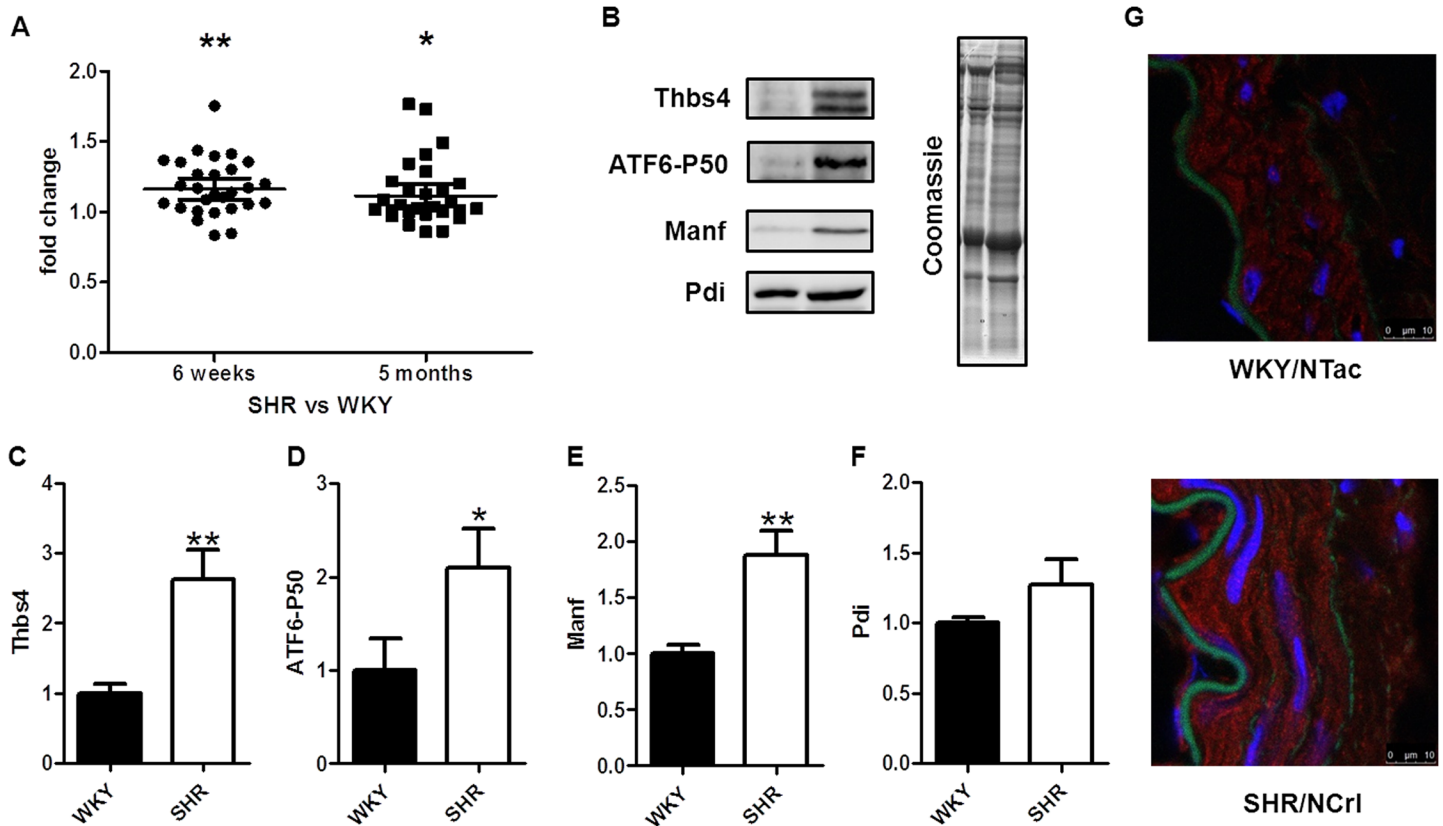 A
**
*
2.0
1.5
1.0
0.5
0.0
fold change
6 weeks
5 months
SHR vs WKY
B
Thbs4
ATF6-P50
Manf
Pdi
Coomassie
G
0 µm 10
WKY/NTac
C
4
3
2
1
0
Thbs4
**
WKY
SHR
D
3
2
1
0
ATF6-P50
*
WKY
SHR
E
2.5
2.0
1.5
1.0
0.5
0.0
Manf
**
WKY
SHR
F
2.0
1.5
1.0
0.5
0.0
Pdi
WKY
SHR
0 µm 10
SHR/NCrl